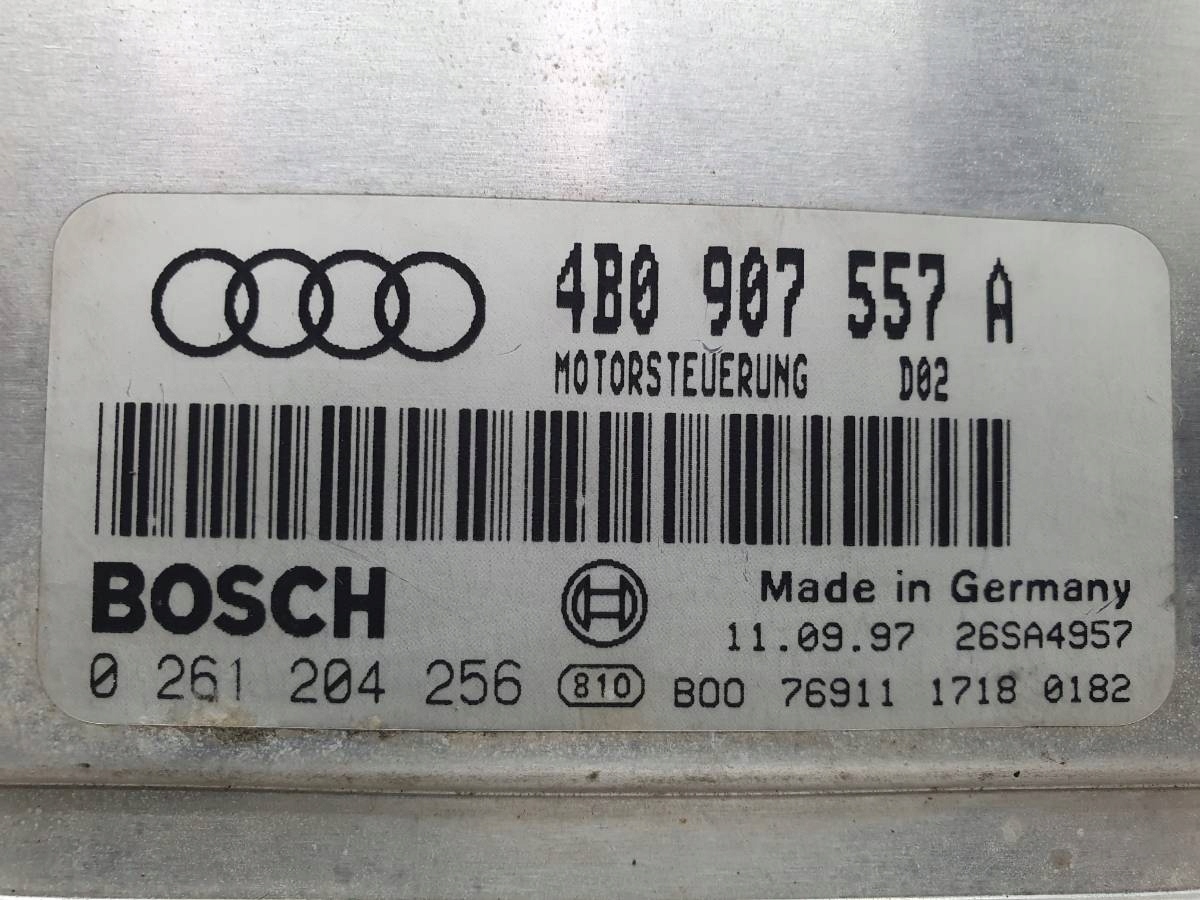 4B0 907 557 A
MOTORSTEUERUNG D02
BOSCH
Made in Germany
11.09.97 26SA4957
0 261 204 256 810 B00 76911 1718 0182